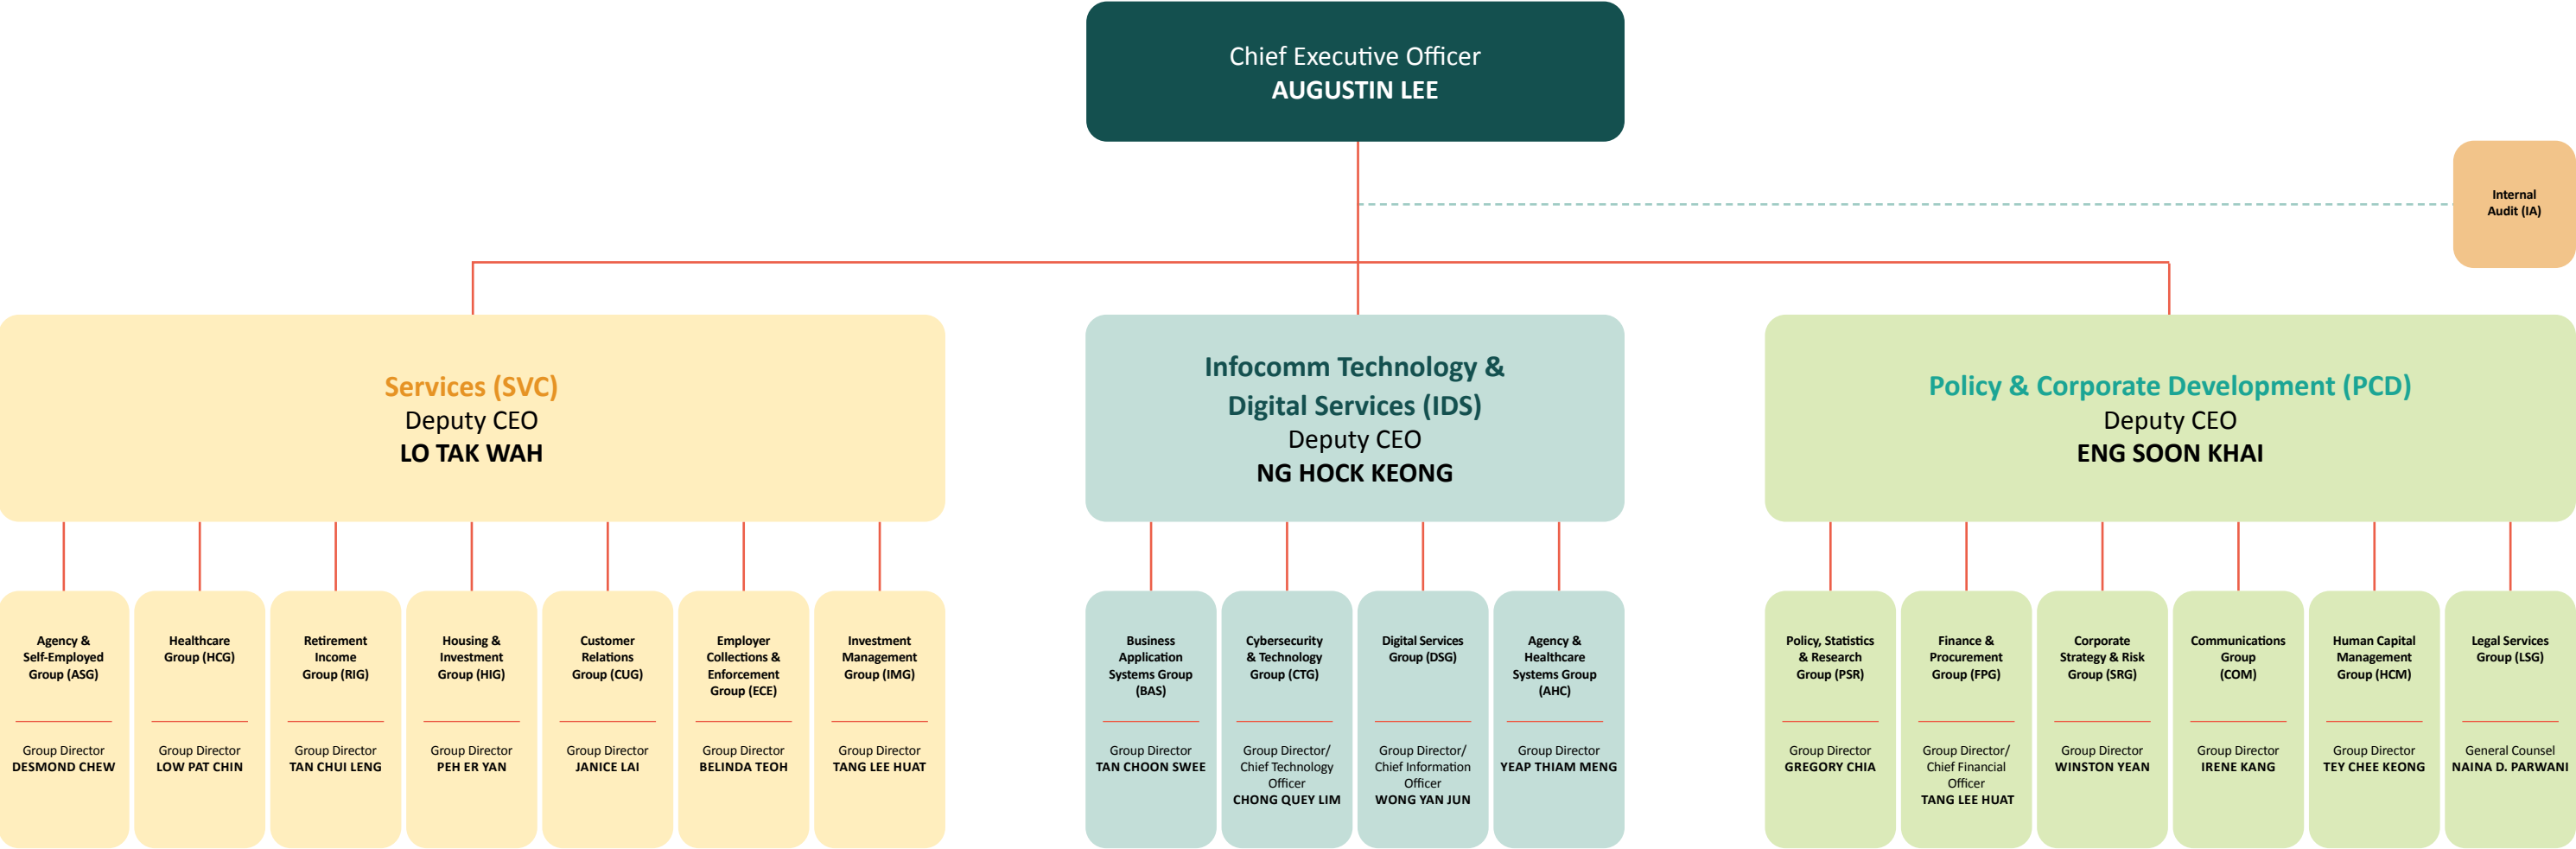 Chief Executive Officer
AUGUSTIN LEE
Internal
Audit (IA)
Services (SVC)
Deputy CEO
LO TAK WAH
Infocomm Technology &
Digital Services (IDS)
Deputy CEO
NG HOCK KEONG
Policy & Corporate Development (PCD)
Deputy CEO
ENG SOON KHAI
Agency &
Self-Employed
Group (ASG)
Group Director
DESMOND CHEW
Healthcare
Group (HCG)
Group Director
LOW PAT CHIN
Retirement
Income
Group (RIG)
Group Director
TAN CHUI LENG
Housing &
Investment
Group (HIG)
Group Director
PEH ER YAN
Customer
Relations
Group (CUG)
Group Director
JANICE LAI
Employer
Collections &
Enforcement
Group (ECE)
Group Director
BELINDA TEOH
Investment
Management
Group (IMG)
Group Director
TANG LEE HUAT
Business
Application
Systems Group
(BAS)
Group Director
TAN CHOON SWEE
Cybersecurity
& Technology
Group (CTG)
Group Director/
Chief Technology
Officer
CHONG QUEY LIM
Digital Services
Group (DSG)
Group Director/
Chief Information
Officer
WONG YAN JUN
Agency &
Healthcare
Systems Group
(AHC)
Group Director
YEAP THIAM MENG
Policy, Statistics
& Research
Group (PSR)
Group Director
GREGORY CHIA
Finance &
Procurement
Group (FPG)
Group Director/
Chief Financial
Officer
TANG LEE HUAT
Corporate
Strategy & Risk
Group (SRG)
Group Director
WINSTON YEAN
Communications
Group
(COM)
Group Director
IRENE KANG
Human Capital
Management
Group (HCM)
Group Director
TEY CHEE KEONG
Legal Services
Group (LSG)
General Counsel
NAINA D. PARWANI